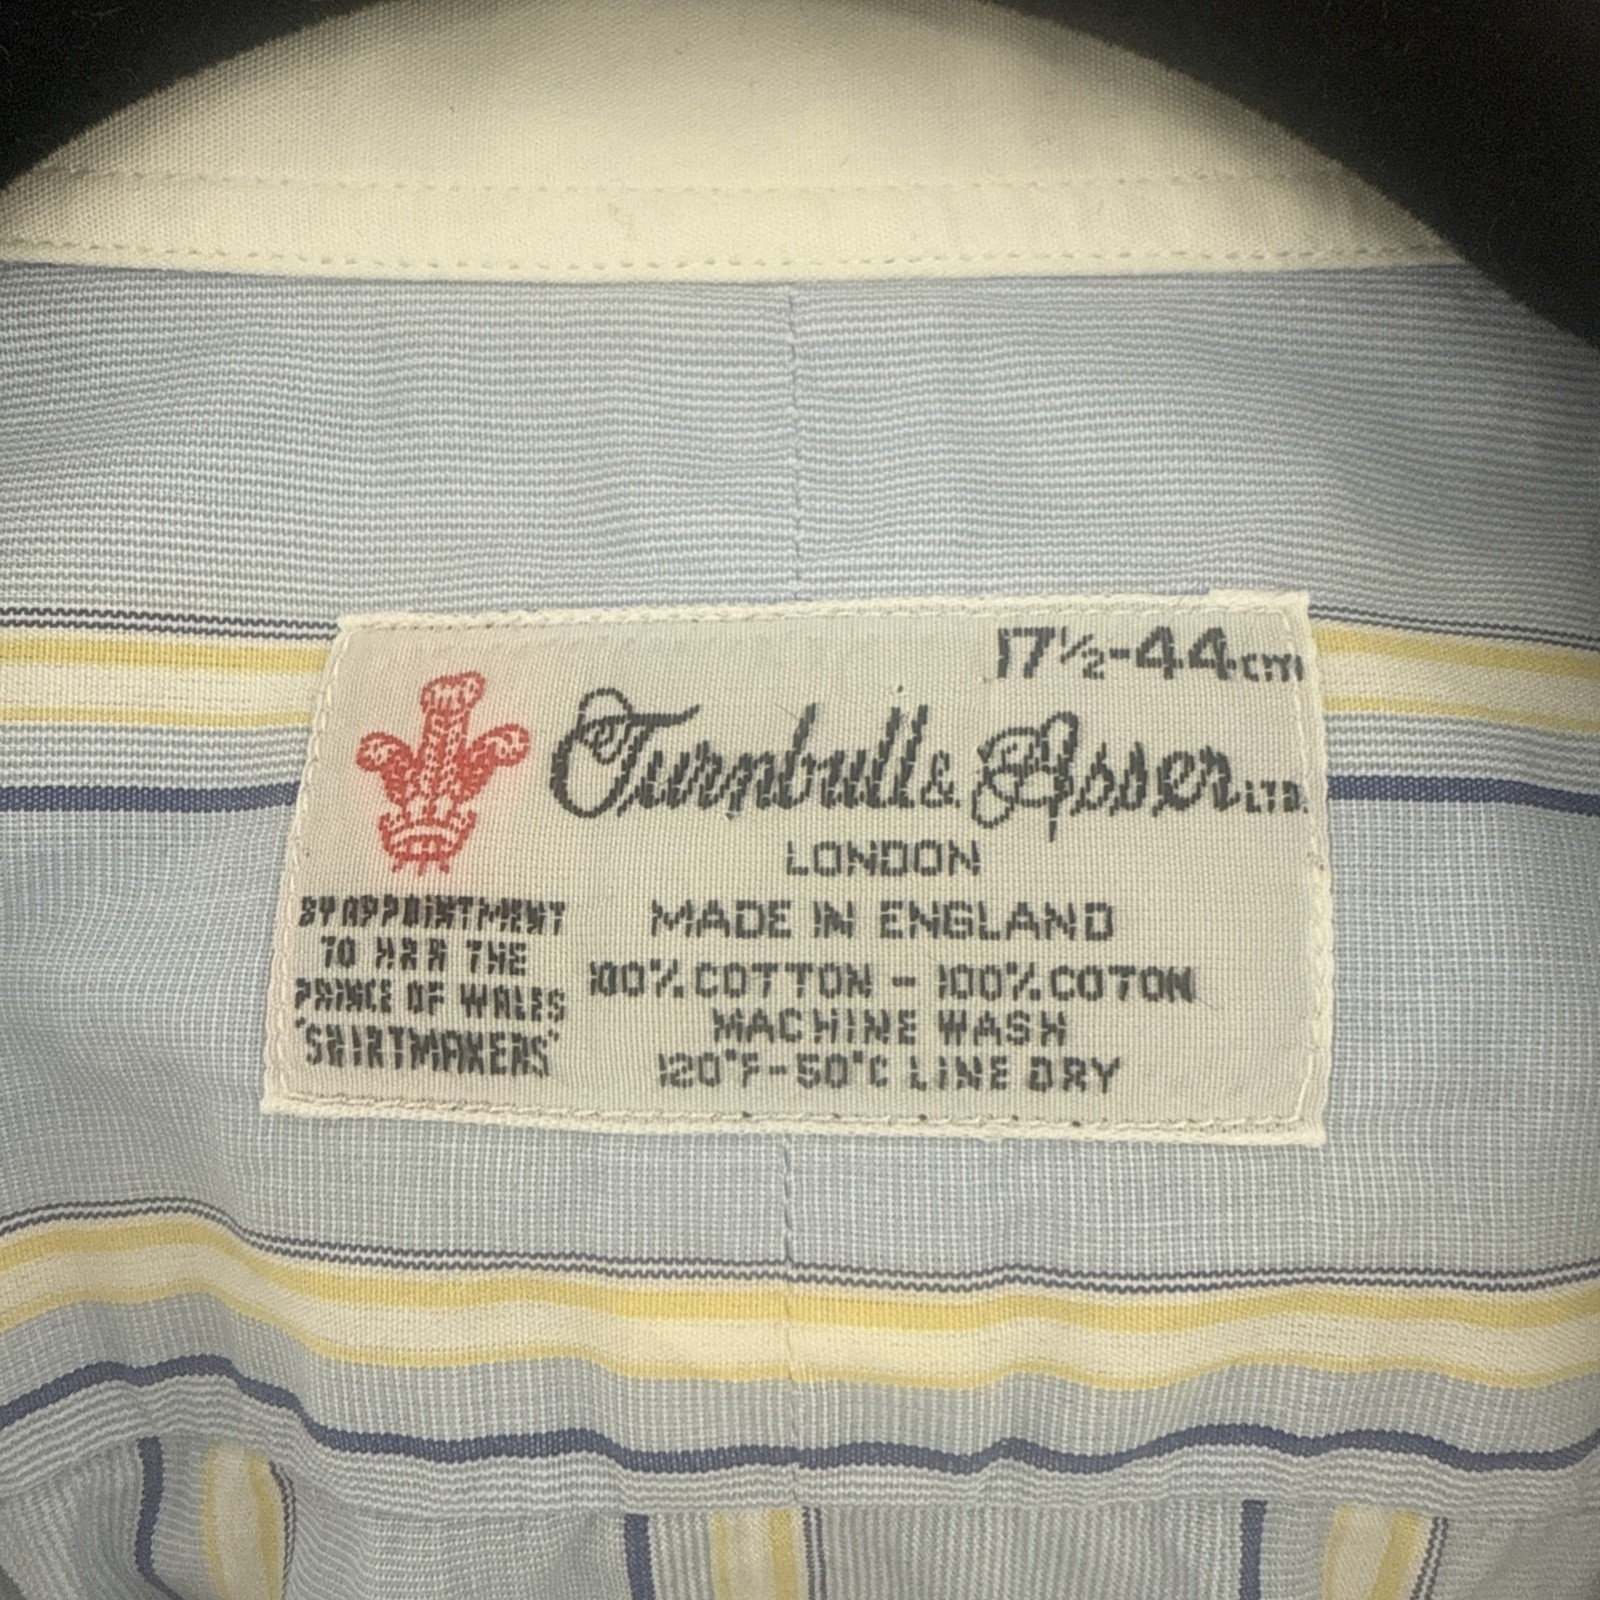 17½-44cm
Turnbull & Asser LTD.
LONDON
MADE IN ENGLAND
100% COTTON - 100% COTON
MACHINE WASH
120°F-50°C LINE DRY
BY APPOINTMENT
TO HRH THE
PRINCE OF WALES
"SHIRTMAKERS"